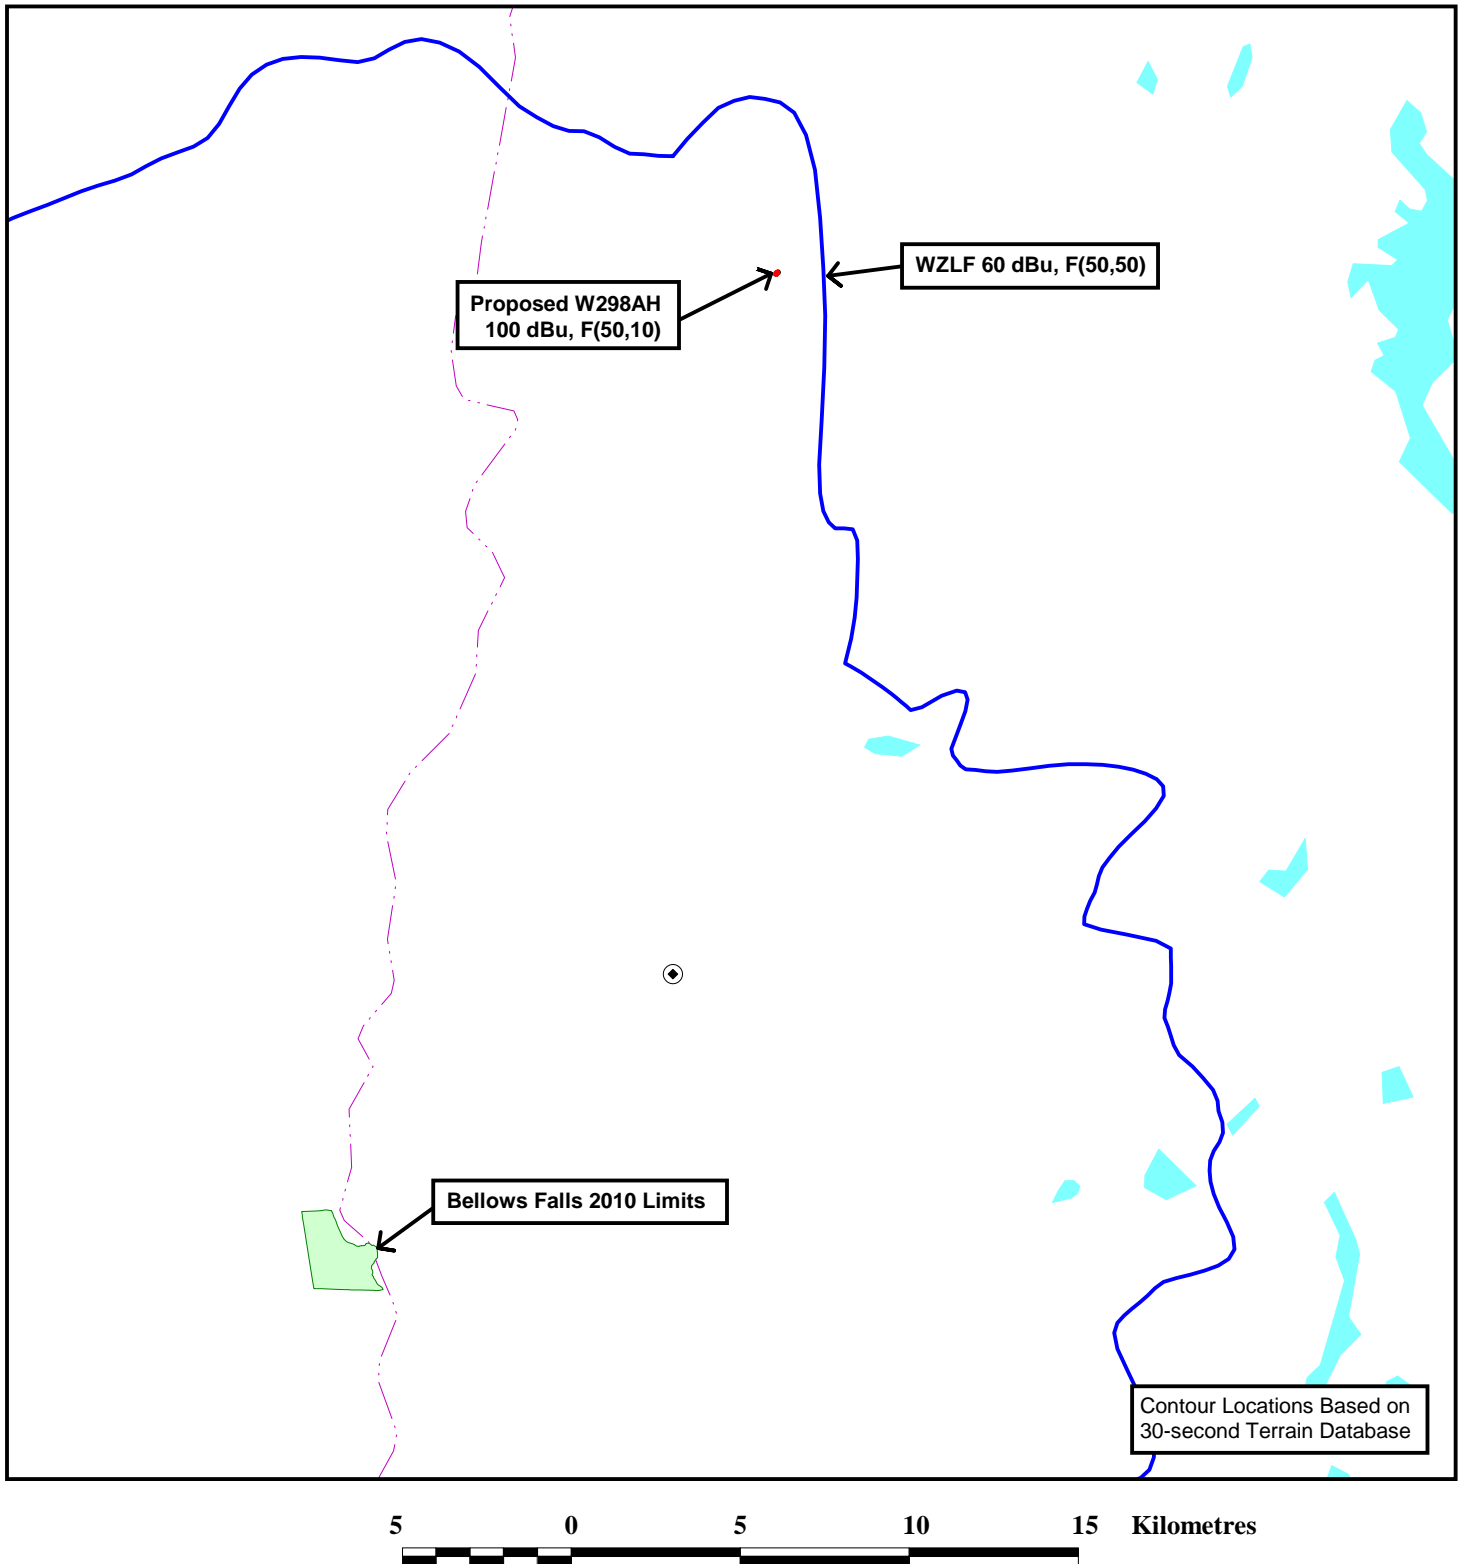 WZLF 60 dBu, F(50,50)
Proposed W298AH
100 dBu, F(50,10)
Bellows Falls 2010 Limits
Contour Locations Based on
30-second Terrain Database
5 0 5 10 15 Kilometres